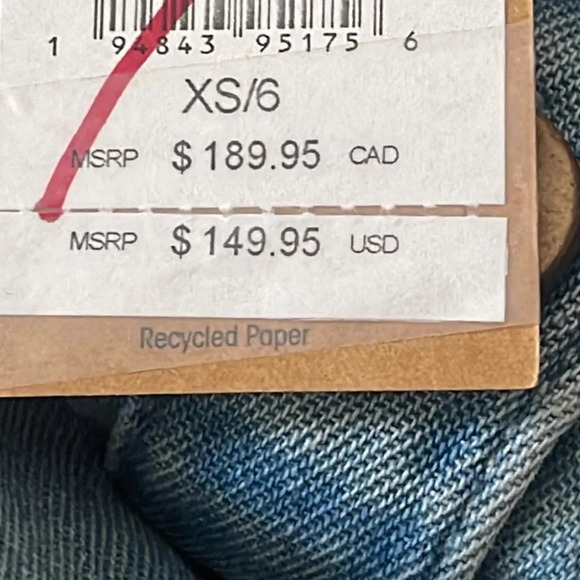 1 94843 95175 6
XS/6
MSRP $ 189.95 CAD
MSRP $ 149.95 USD
Recycled Paper